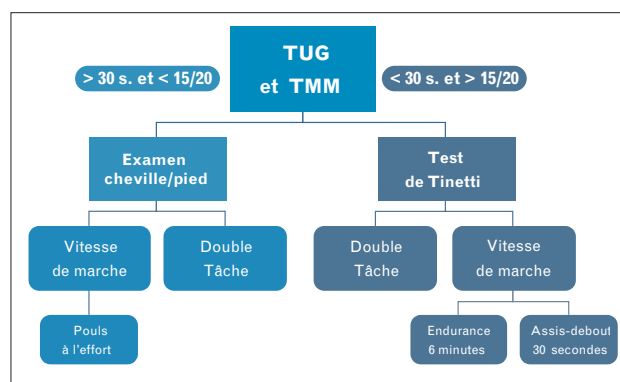 TUG
et TMM
> 30 s. et < 15/20
< 30 s. et > 15/20
Examen
cheville/pied
Test
de Tinetti
Vitesse
de marche
Double
Tâche
Double
Tâche
Vitesse
de marche
Pouls
à l'effort
Endurance
6 minutes
Assis-debout
30 secondes